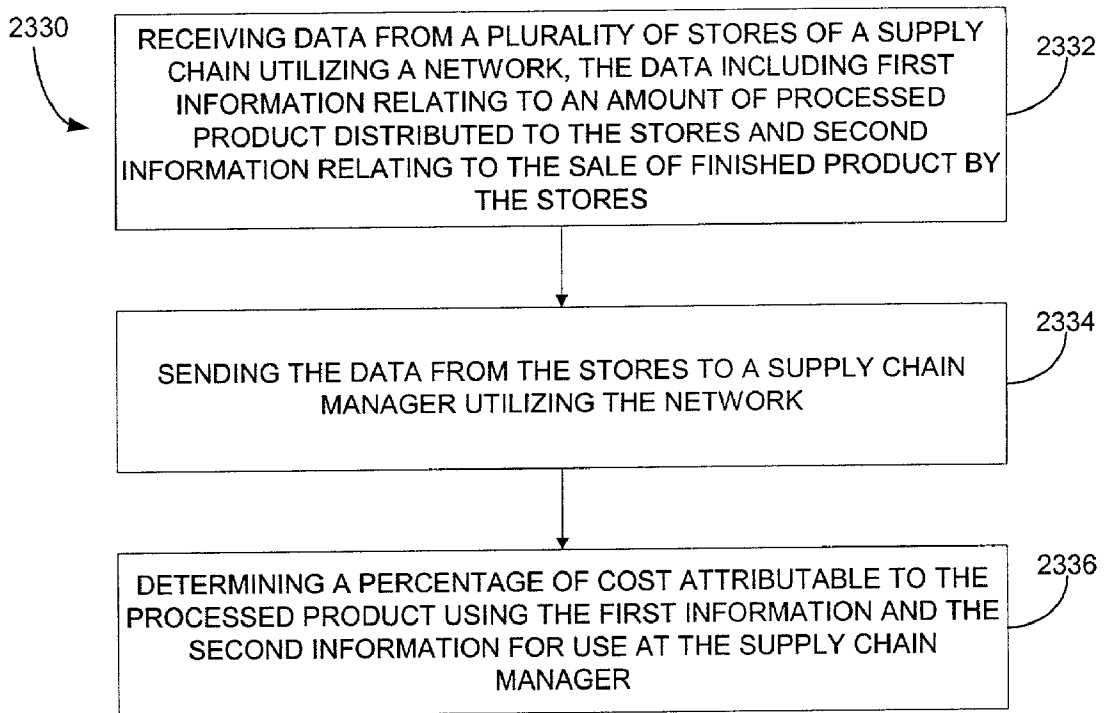 2330
RECEIVING DATA FROM A PLURALITY OF STORES OF A SUPPLY
CHAIN UTILIZING A NETWORK, THE DATA INCLUDING FIRST
INFORMATION RELATING TO AN AMOUNT OF PROCESSED
PRODUCT DISTRIBUTED TO THE STORES AND SECOND
INFORMATION RELATING TO THE SALE OF FINISHED PRODUCT BY
THE STORES
2332
SENDING THE DATA FROM THE STORES TO A SUPPLY CHAIN
MANAGER UTILIZING THE NETWORK
2334
DETERMINING A PERCENTAGE OF COST ATTRIBUTABLE TO THE
PROCESSED PRODUCT USING THE FIRST INFORMATION AND THE
SECOND INFORMATION FOR USE AT THE SUPPLY CHAIN
MANAGER
2336